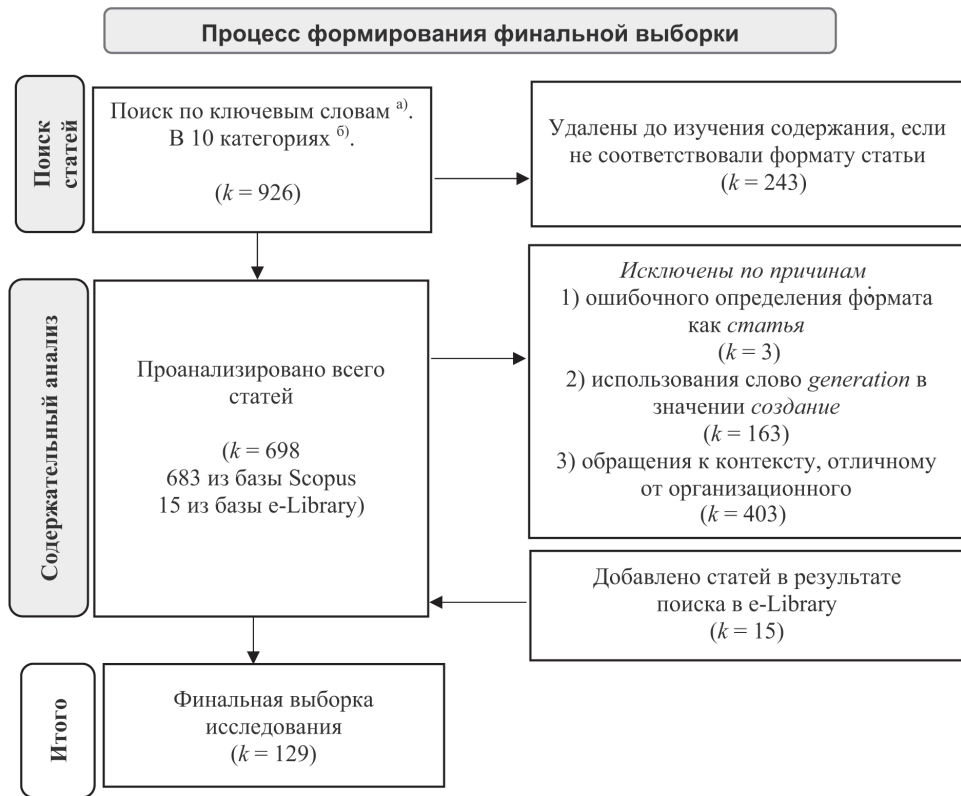 Процесс формирования финальной выборки
Поиск
статей
Поиск по ключевым словам а).
В 10 категориях б).
(k = 926)
Удалены до изучения содержания, если
не соответствовали формату статьи
(k = 243)
Содержательный анализ
Проанализировано всего
статей
(k = 698
683 из базы Scopus
15 из базы e-Library)
Исключены по причинам
1) ошибочного определения формата
как статья
(k = 3)
2) использования слово generation в
значении создание
(k = 163)
3) обращения к контексту, отличному
от организационного
(k = 403)
Добавлено статей в результате
поиска в e-Library
(k = 15)
Итого
Финальная выборка
исследования
(k = 129)